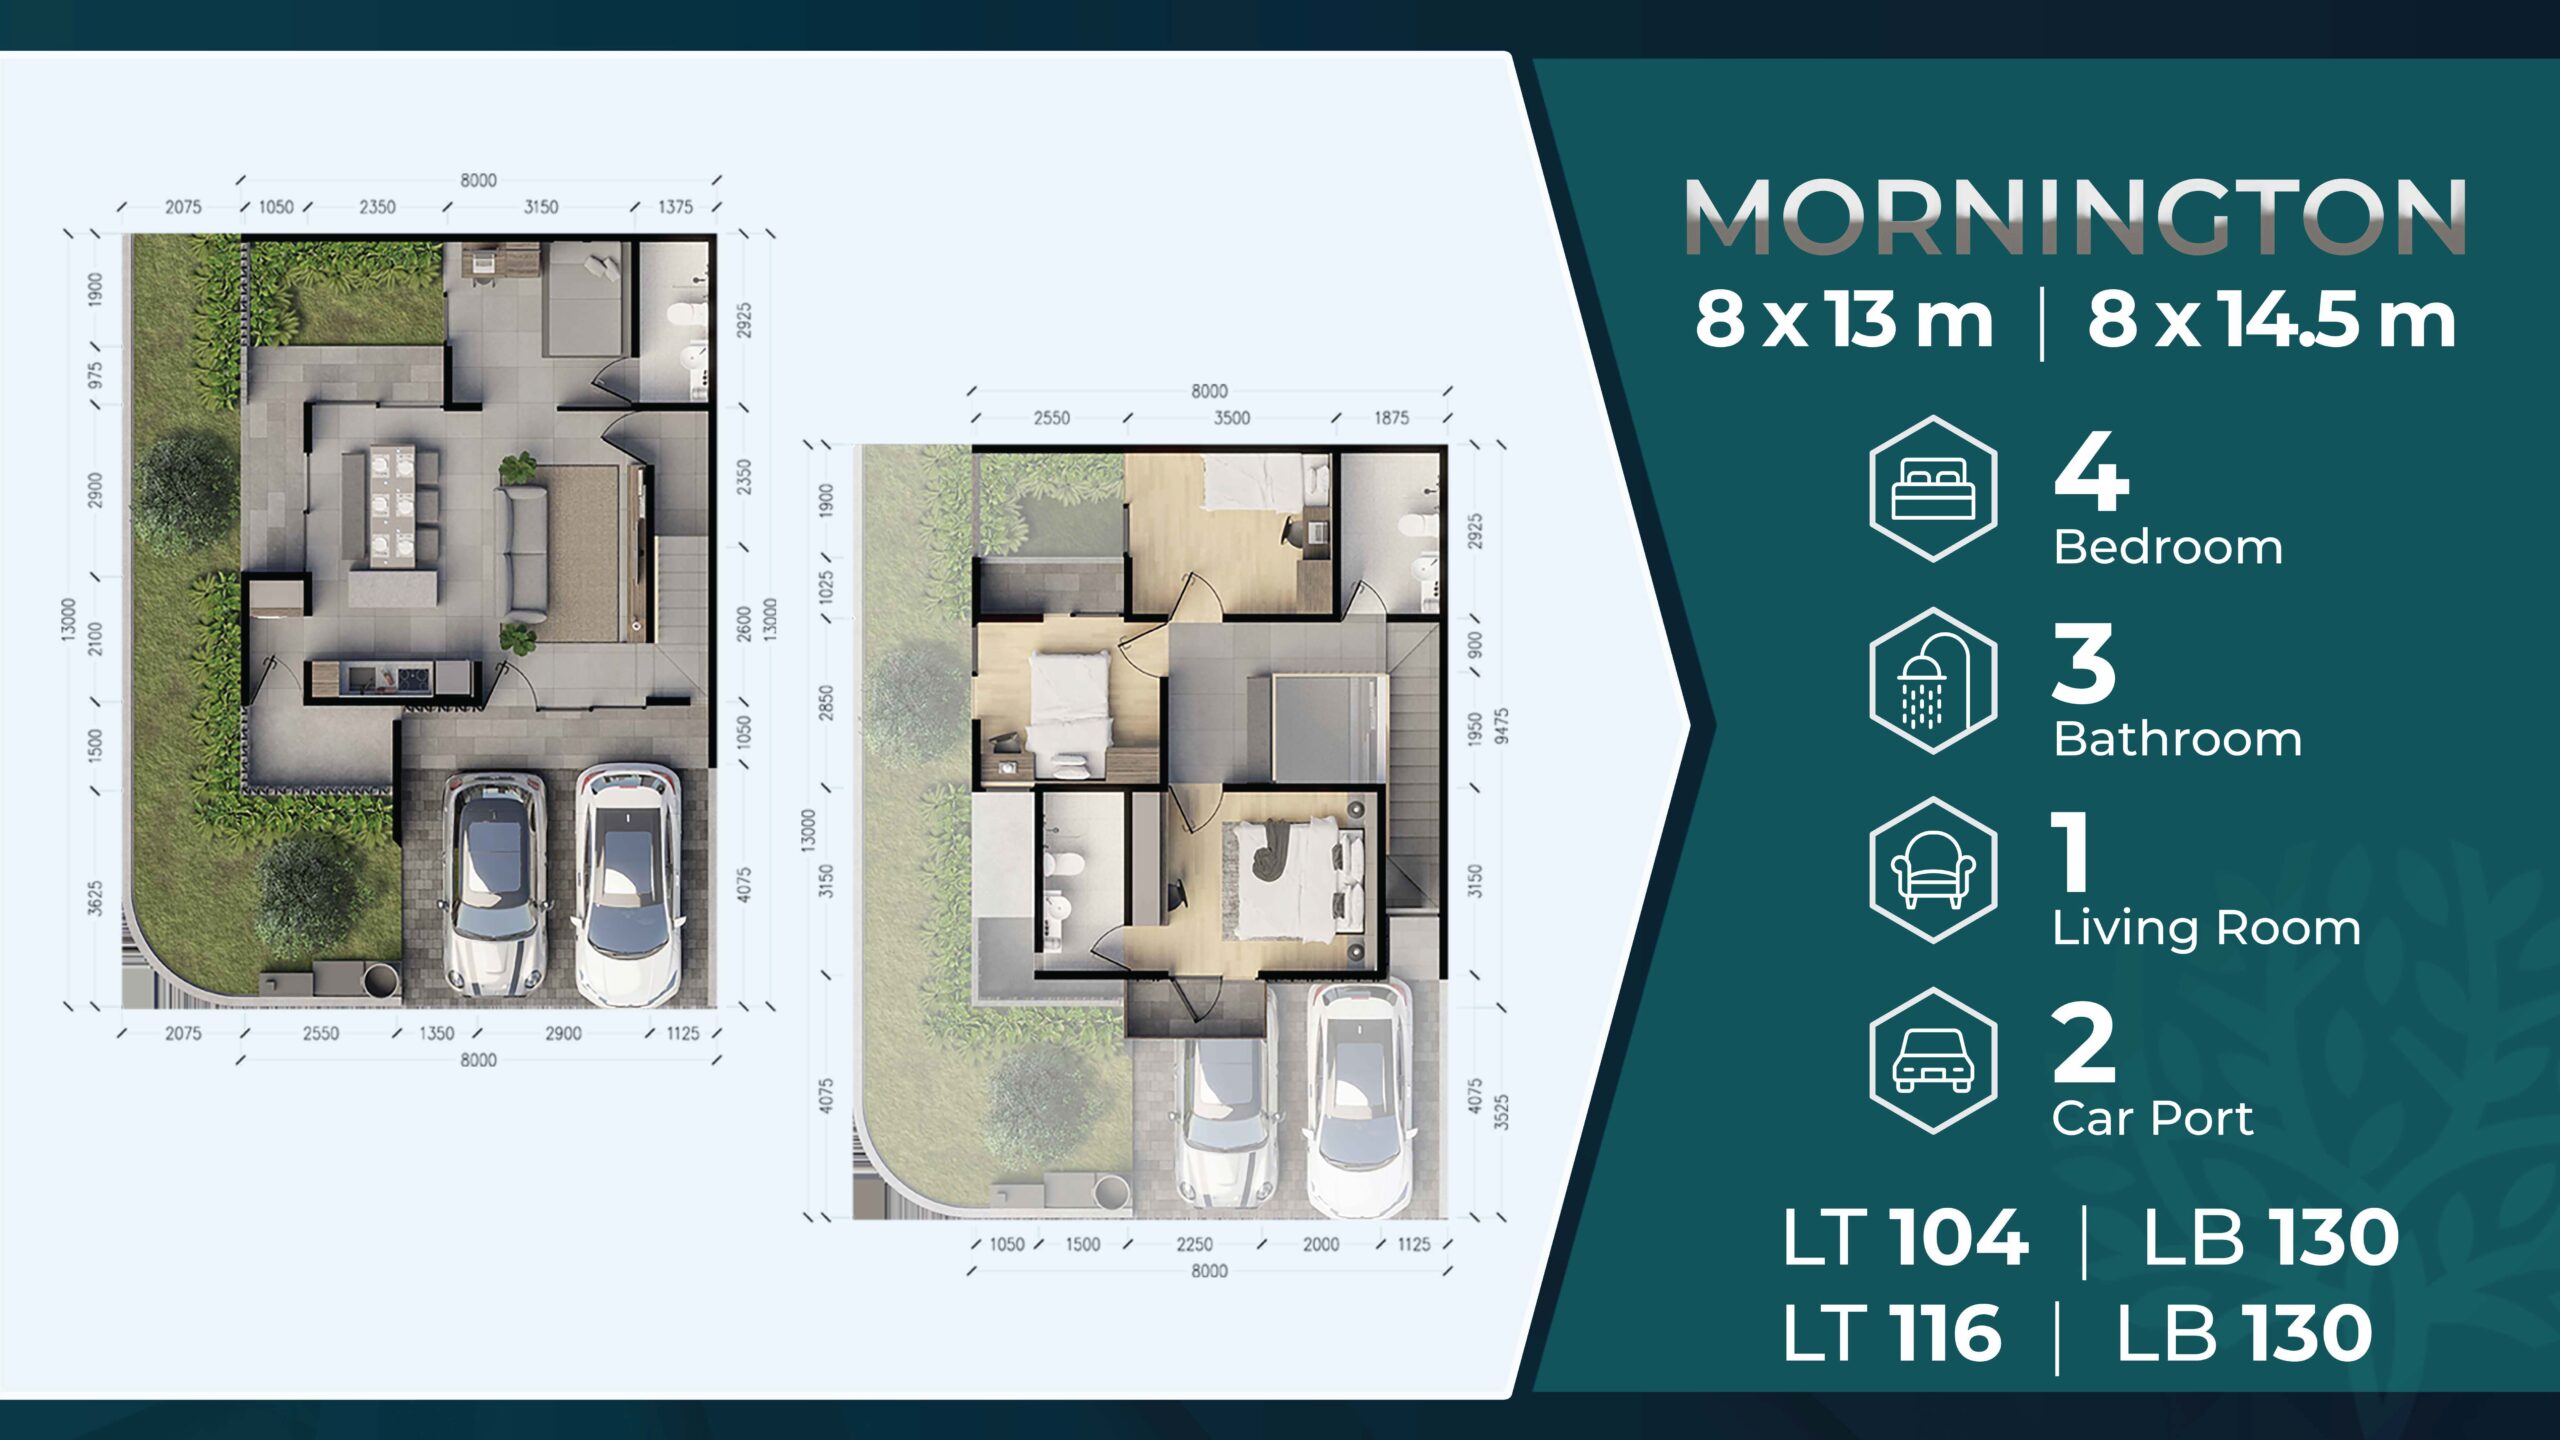 8000
2075 1050 2350 3150 1375
1900
975
2900
2100
1500
3625
13000
2925
2350
2600
1050
4075
13000
2075 2550 1350 2900 1125
8000
8000
2550 3500 1875
1900
1025
2850
3150
4075
13000
2925
900
1950
3150
4075
9475
3525
1050 1500 2250 2000 1125
8000
MORNINGTON
8 x 13 m | 8 x 14.5 m
4
Bedroom
3
Bathroom
1
Living Room
2
Car Port
LT 104 | LB 130
LT 116 | LB 130